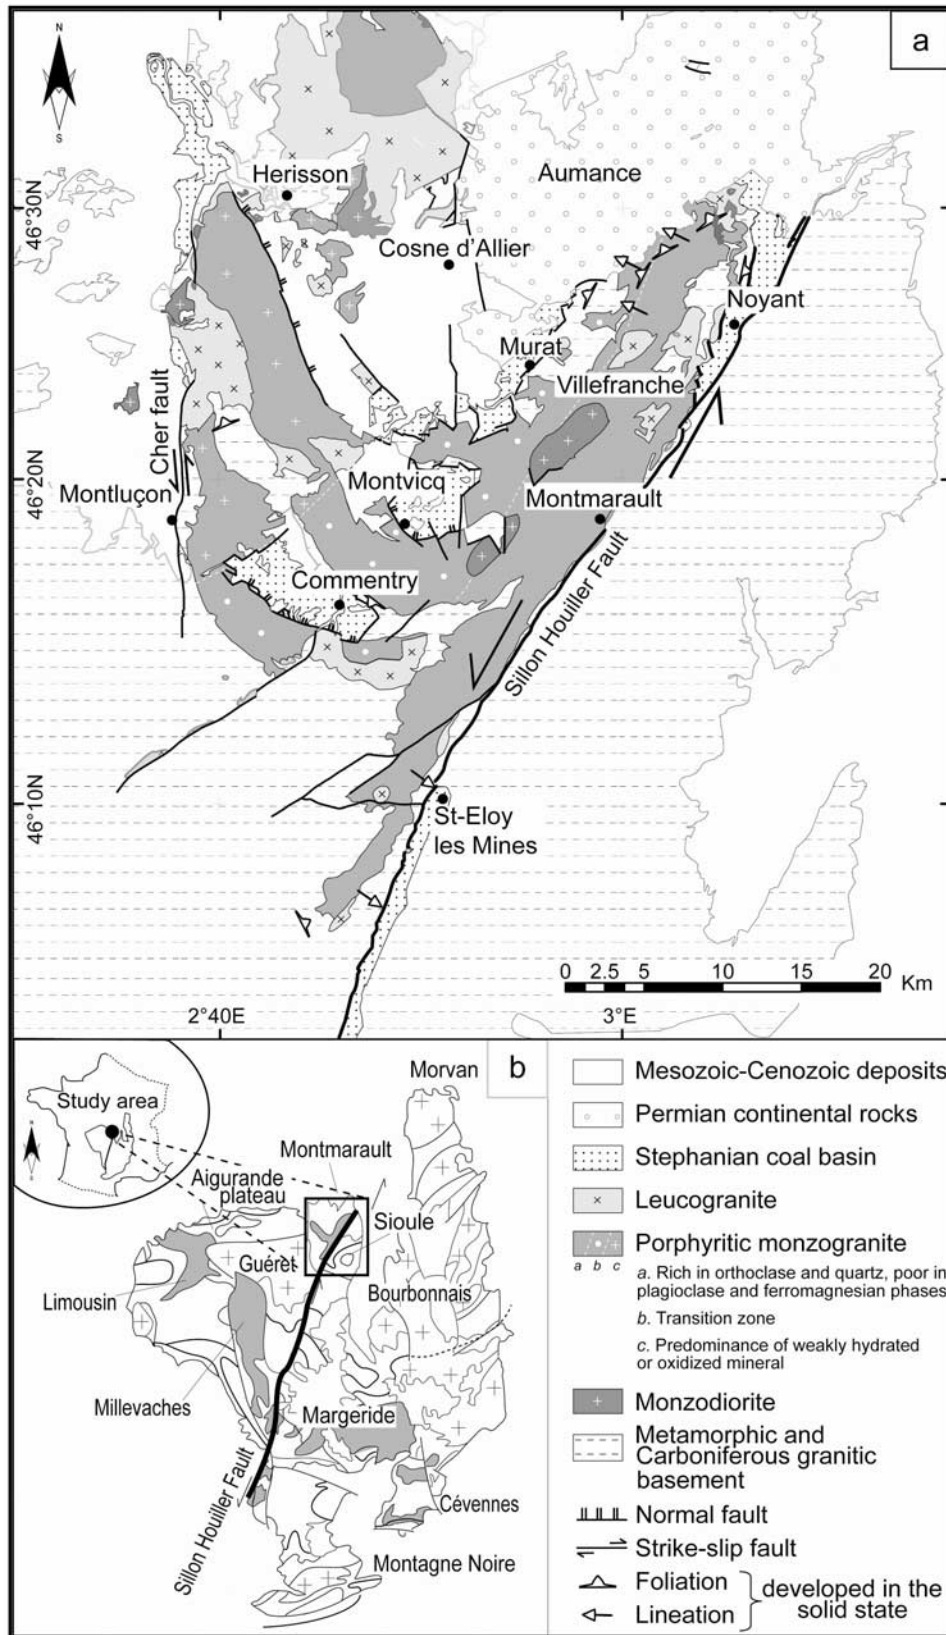 a
N
S
Herisson
Aumance
46°30N
Cosne d'Allier
Noyant
Murat
Villefranche
Cher fault
46°20N
Montvicq
Montluçon
Montmarault
Commentry
Sillon Houiller Fault
46°10N
St-Eloy
les Mines
0 2.5 5 10 15 20 Km
2°40E
3°E
b
Morvan
Study area
Montmarault
Aigurande
plateau
Sioule
Guéret
Limousin
Bourbonnais
Millevaches
Margeride
Sillon Houiller Fault
Cévennes
Montagne Noire
Mesozoic-Cenozoic deposits
Permian continental rocks
Stephanian coal basin
Leucogranite
Porphyritic monzogranite
a b c
a. Rich in orthoclase and quartz, poor in
plagioclase and ferromagnesian phases
b. Transition zone
c. Predominance of weakly hydrated
or oxidized mineral
Monzodiorite
Metamorphic and
Carboniferous granitic
basement
Normal fault
Strike-slip fault
Foliation
Lineation
developed in the
solid state